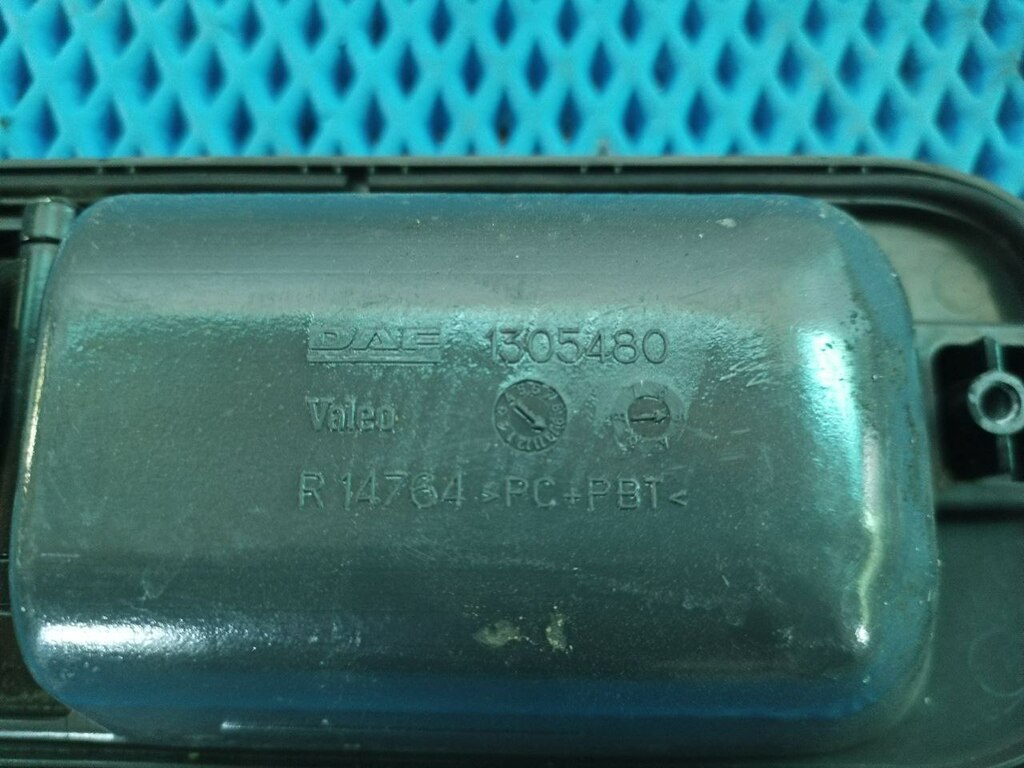 DAF 1305480
Valeo
R 14764 >PC+PBT<